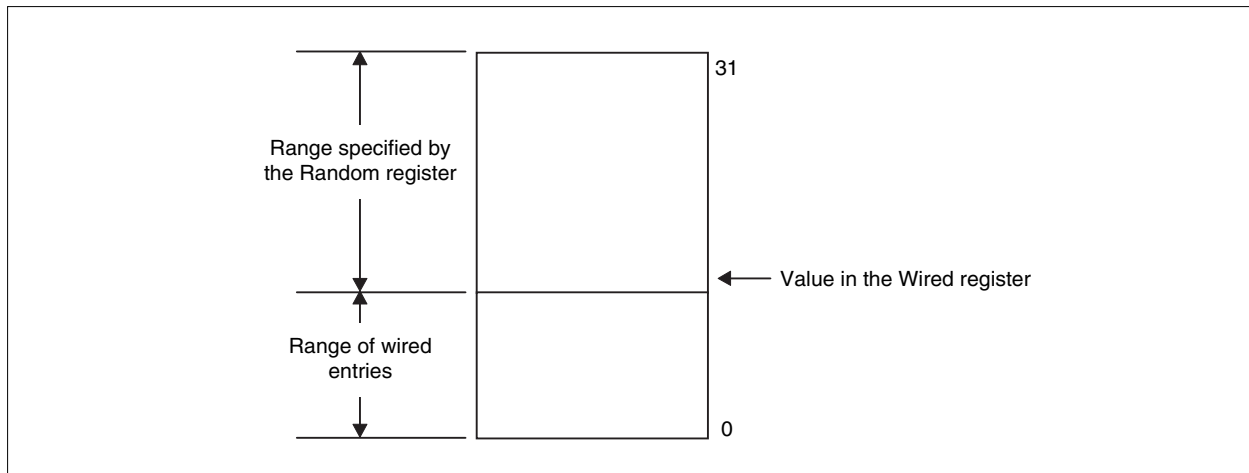 31
Range specified by
the Random register
Value in the Wired register
Range of wired
entries
0